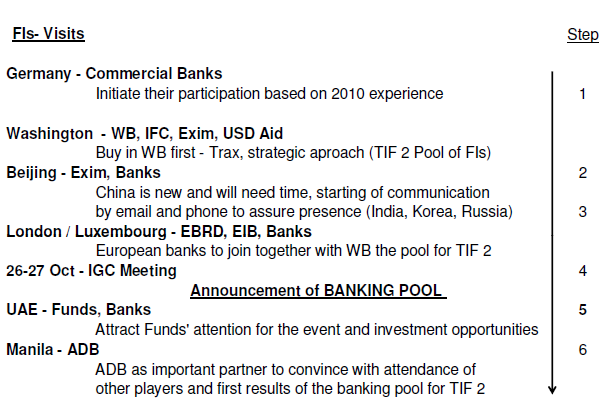 FIs- Visits Step
Germany - Commercial Banks
Initiate their participation based on 2010 experience 1
Washington - WB, IFC, Exim, USD Aid
Buy in WB first - Trax, strategic aproach (TIF 2 Pool of FIs)
Beijing - Exim, Banks 2
China is new and will need time, starting of communication
by email and phone to assure presence (India, Korea, Russia) 3
London / Luxembourg - EBRD, EIB, Banks
European banks to join together with WB the pool for TIF 2
26-27 Oct - IGC Meeting 4
Announcement of BANKING POOL
UAE - Funds, Banks 5
Attract Funds' attention for the event and investment opportunities
Manila - ADB 6
ADB as important partner to convince with attendance of
other players and first results of the banking pool for TIF 2